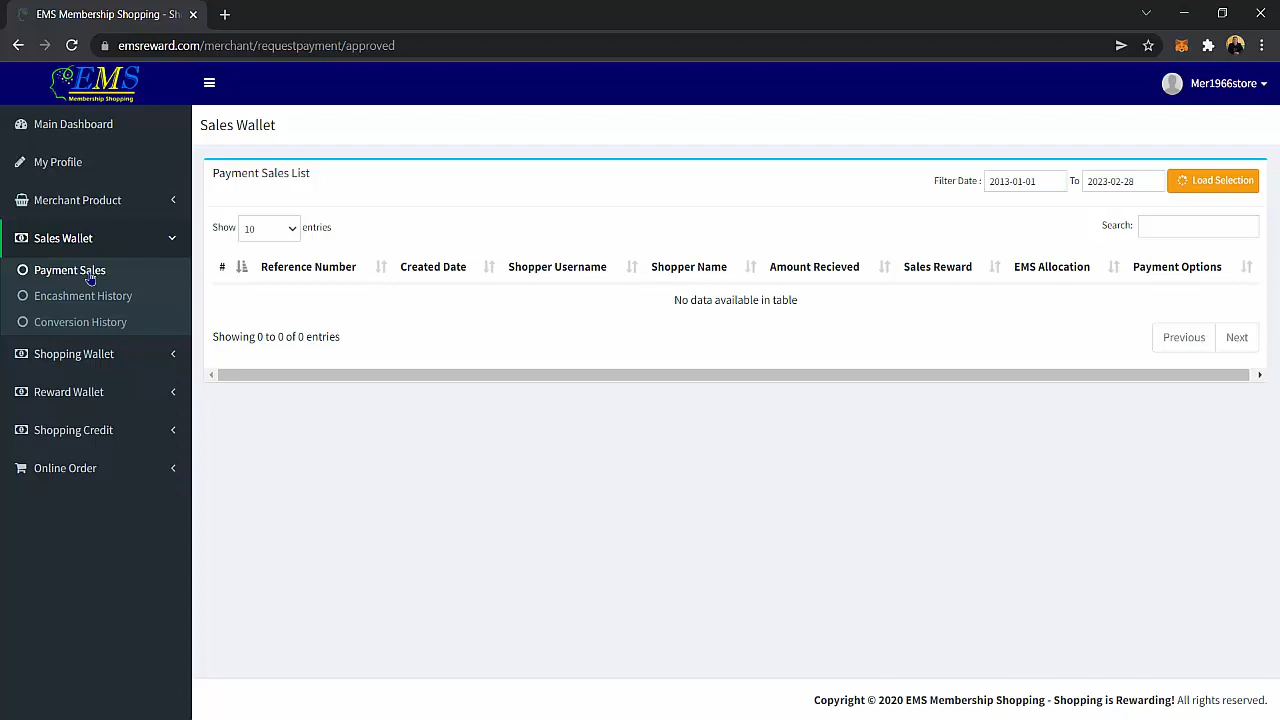 EMS Membership Shopping - Sh
emsreward.com/merchant/requestpayment/approved
EMS
Membership Shopping
Mer1966store
Main Dashboard
My Profile
Merchant Product
Sales Wallet
Payment Sales
Encashment History
Conversion History
Shopping Wallet
Reward Wallet
Shopping Credit
Online Order
Sales Wallet
Payment Sales List
Filter Date : 2013-01-01 To 2023-02-28 Load Selection
Show 10 entries
Search:
# Reference Number Created Date Shopper Username Shopper Name Amount Recieved Sales Reward EMS Allocation Payment Options
No data available in table
Showing 0 to 0 of 0 entries
Previous Next
Copyright © 2020 EMS Membership Shopping - Shopping is Rewarding! All rights reserved.